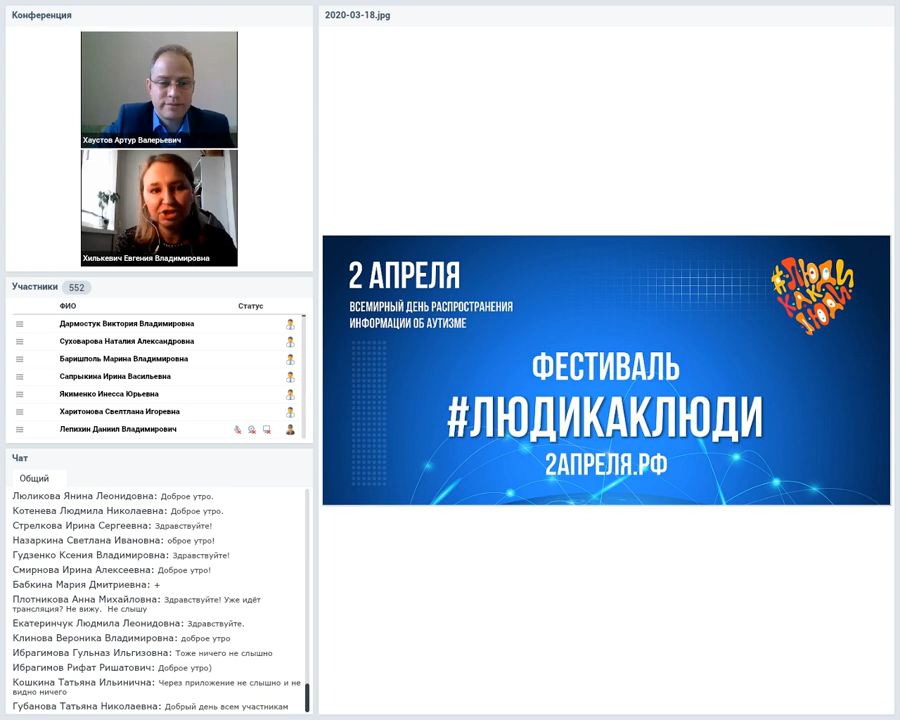 Конференция
Хаустов Артур Валерьевич
Хилькевич Евгения Владимировна
Участники 552
ФИО Статус
Дармостук Виктория Владимировна
Суховарова Наталия Александровна
Баришполь Марина Владимировна
Сапрыкина Ирина Васильевна
Якименко Инесса Юрьевна
Харитонова Свелтлана Игоревна
Лепихин Даниил Владимирович
Чат
Общий
Люликова Янина Леонидовна: Доброе утро.
Котенева Людмила Николаевна: Доброе утро.
Стрелкова Ирина Сергеевна: Здравствуйте!
Назаркина Светлана Ивановна: оброе утро!
Гудзенко Ксения Владимировна: Здравствуйте!
Смирнова Ирина Алексеевна: Доброе утро!
Бабкина Мария Дмитриевна: +
Плотникова Анна Михайловна: Здравствуйте! Уже идёт
трансляция? Не вижу. Не слышу
Екатеринчук Людмила Леонидовна: Здравствуйте.
Клинова Вероника Владимировна: доброе утро
Ибрагимова Гульназ Ильгизовна: Тоже ничего не слышно
Ибрагимов Рифат Ришатович: Доброе утро)
Кошкина Татьяна Ильинична: Через приложение не слышно и не
видно ничего
Губанова Татьяна Николаевна: Добрый день всем участникам
2020-03-18.jpg
2 АПРЕЛЯ
ВСЕМИРНЫЙ ДЕНЬ РАСПРОСТРАНЕНИЯ
ИНФОРМАЦИИ ОБ АУТИЗМЕ
#ЛЮДИ
КАК
ЛЮДИ
ФЕСТИВАЛЬ
#ЛЮДИКАКЛЮДИ
2АПРЕЛЯ.РФ